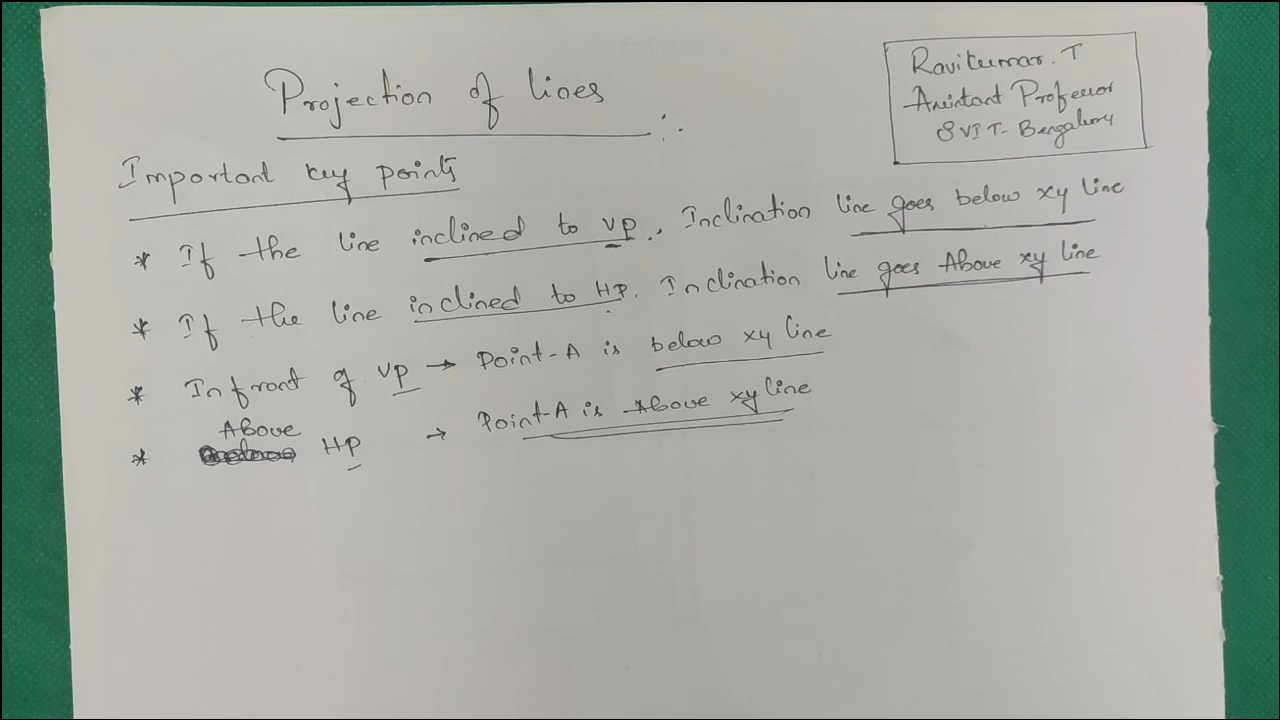 Projection of lines
Ravikumar. T
Assistant Professor
SVIT- Bengaluru
Important key points
* If the line inclined to VP., Inclination line goes below xy line
* If the line inclined to HP. Inclination line goes Above xy line
* Infront of VP → Point-A is below xy line
* Above HP → Point-A is Above xy line